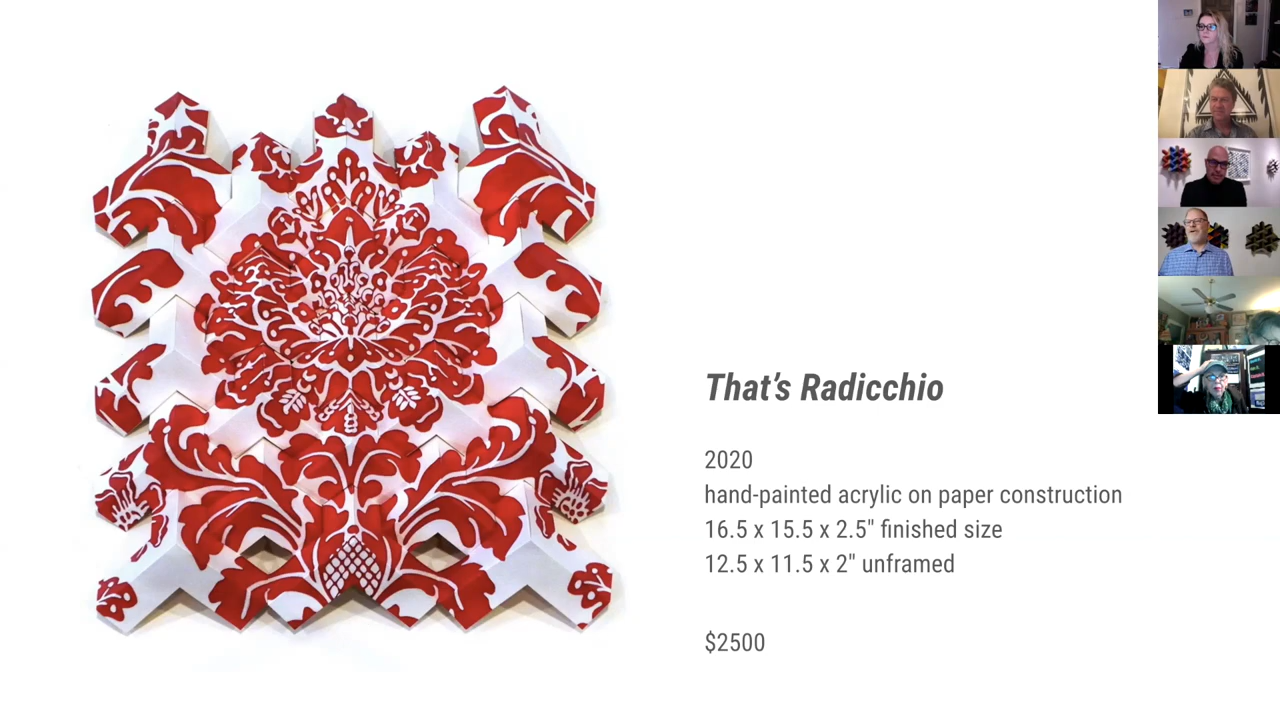 That’s Radicchio
2020
hand-painted acrylic on paper construction
16.5 x 15.5 x 2.5" finished size
12.5 x 11.5 x 2" unframed
$2500